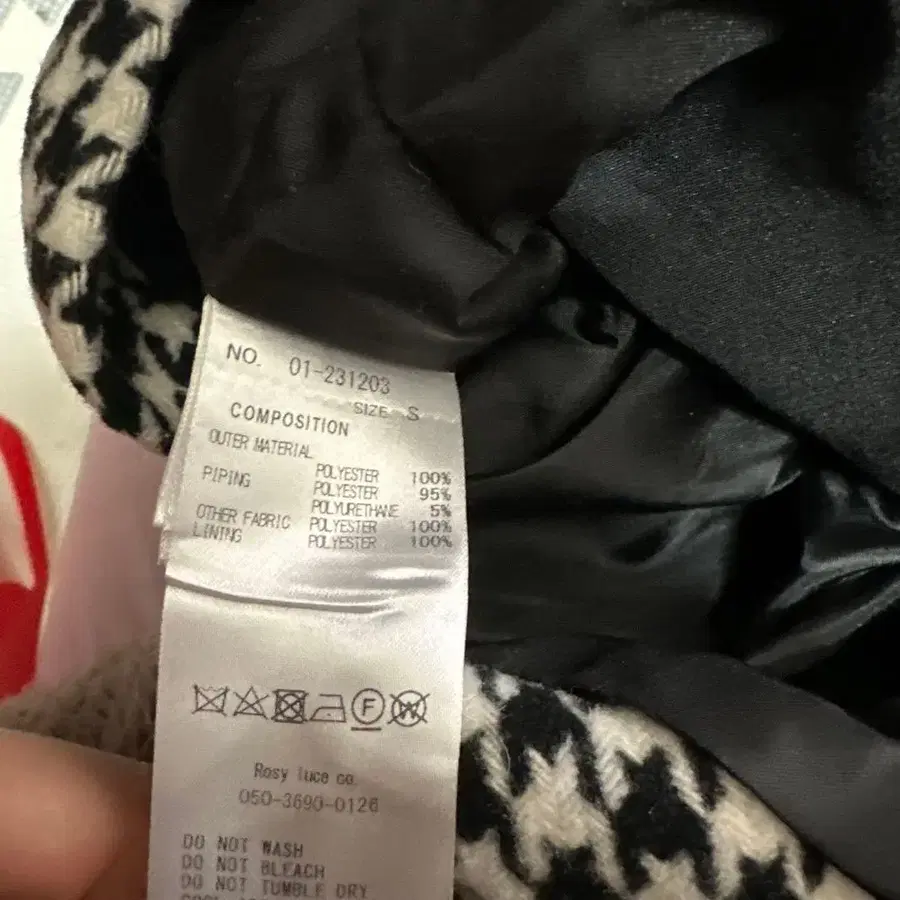 NO. 01-231203
SIZE S
COMPOSITION
OUTER MATERIAL
POLYESTER 100%
PIPING POLYESTER 95%
POLYURETHANE 5%
OTHER FABRIC POLYESTER 100%
LINING POLYESTER 100%
F W
Rosy luce co.
050-3690-0126
DO NOT WASH
DO NOT BLEACH
DO NOT TUMBLE DRY